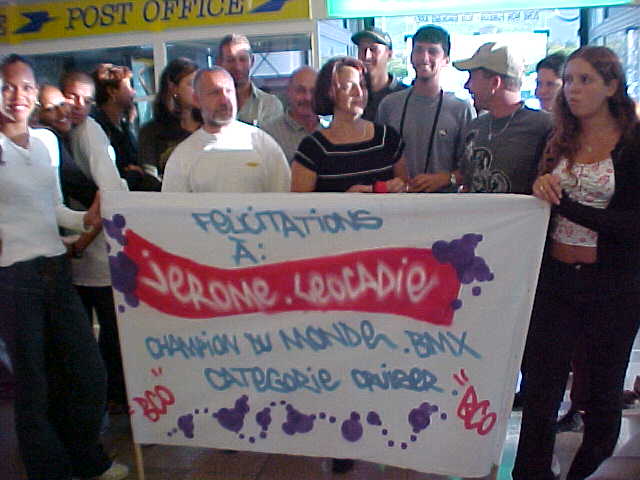 POST OFFICE
FELICITATIONS
A:
JEROME. LEOCADIE
CHAMPION DU MONDE. BMX
CATEGORIE CRUISER.
"BCO"
"BCO"